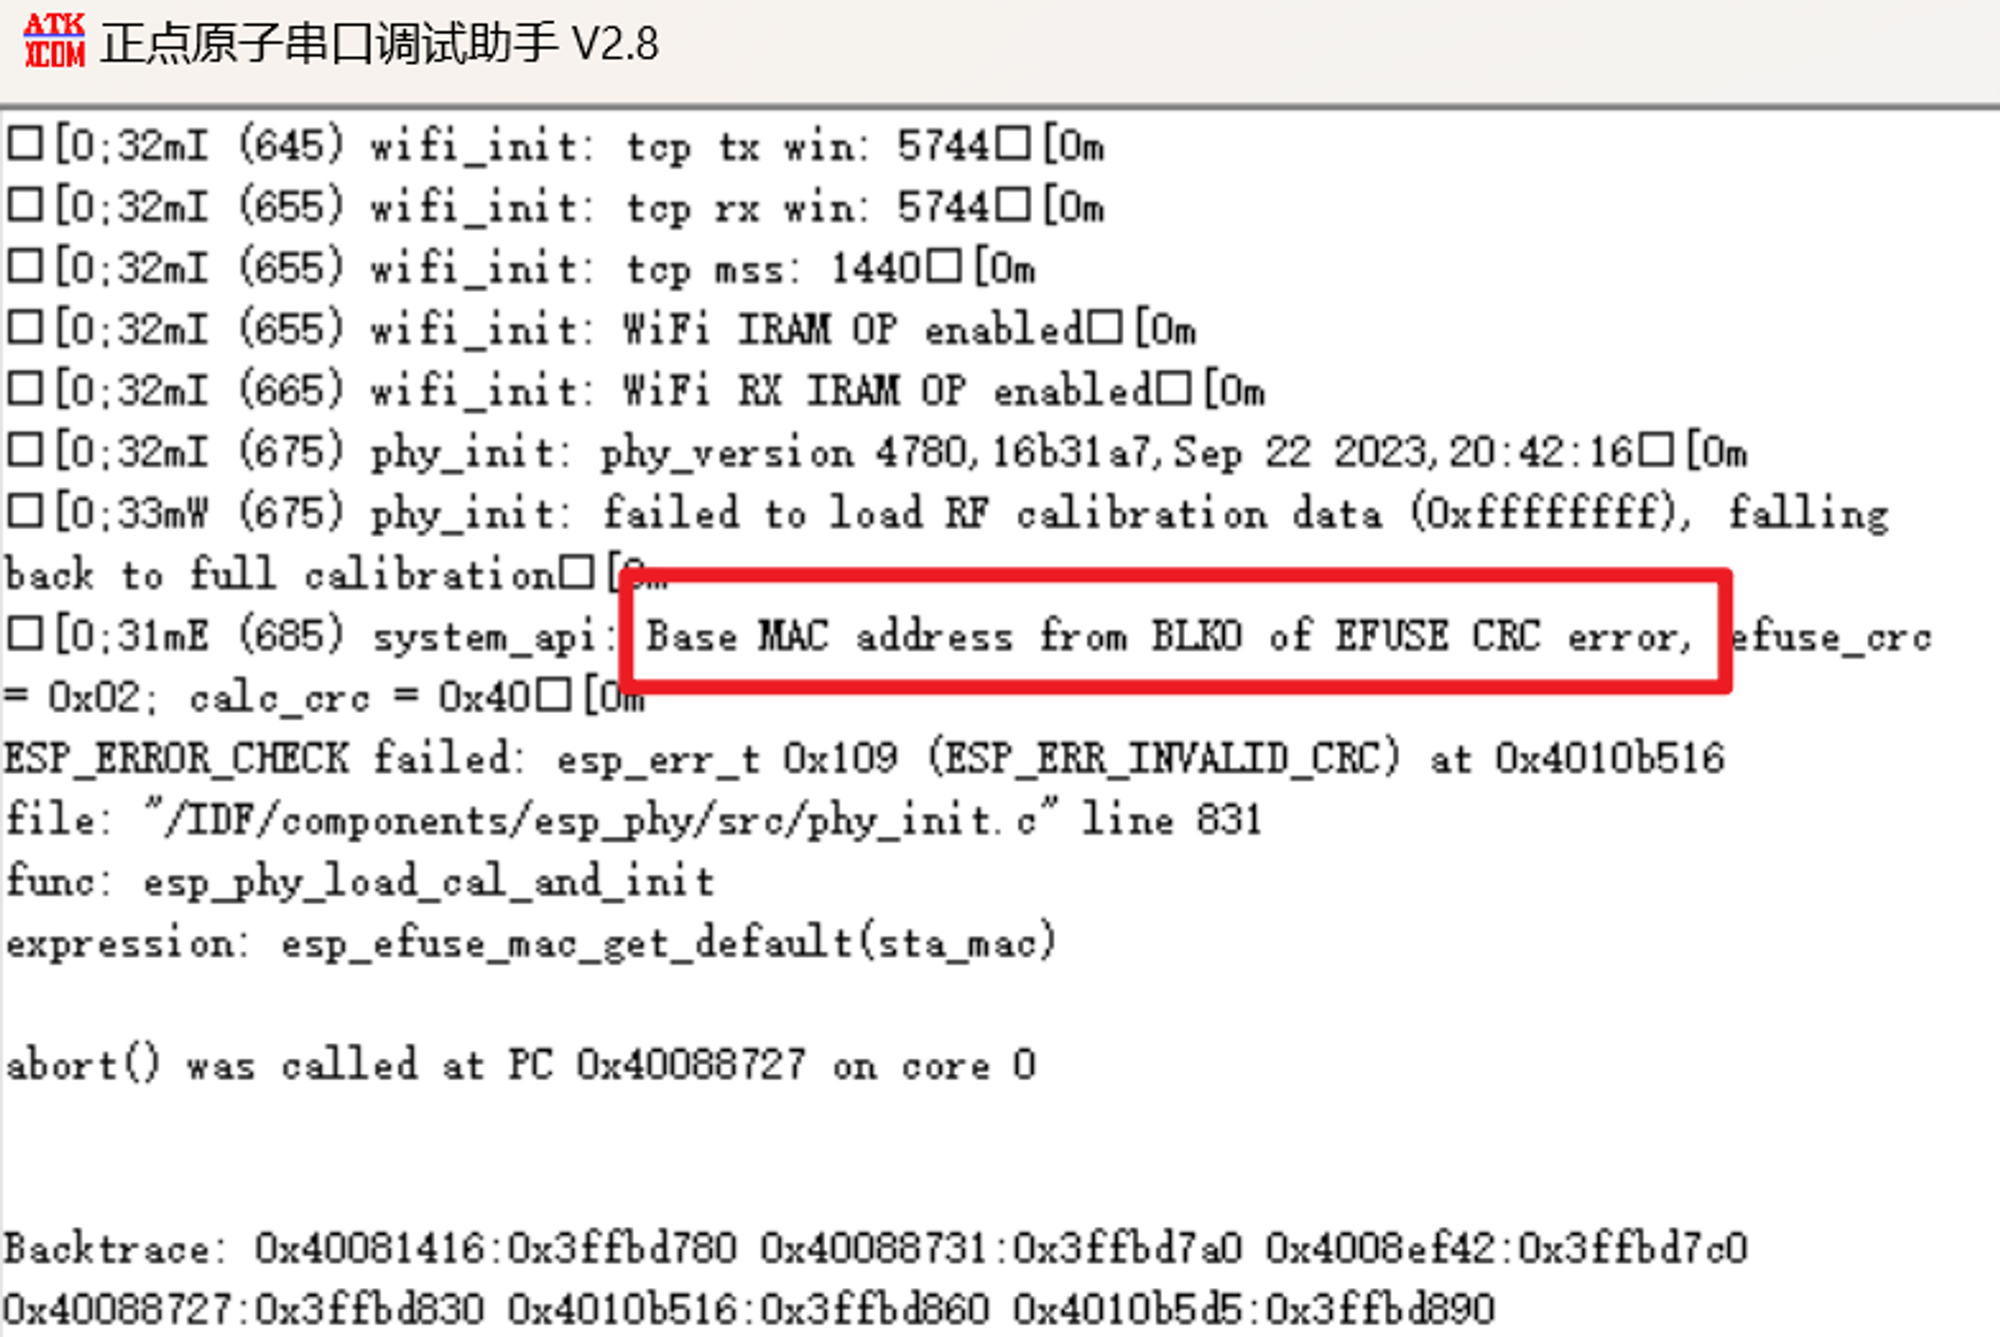 ATK
XCOM 正点原子串口调试助手 V2.8
□[0;32mI (645) wifi_init: tcp tx win: 5744□[0m
□[0;32mI (655) wifi_init: tcp rx win: 5744□[0m
□[0;32mI (655) wifi_init: tcp mss: 1440□[0m
□[0;32mI (655) wifi_init: WiFi IRAM OP enabled□[0m
□[0;32mI (665) wifi_init: WiFi RX IRAM OP enabled□[0m
□[0;32mI (675) phy_init: phy_version 4780,16b31a7,Sep 22 2023,20:42:16□[0m
□[0;33mW (675) phy_init: failed to load RF calibration data (0xffffffff), falling
back to full calibration□[0m
□[0;31mE (685) system_api: Base MAC address from BLK0 of EFUSE CRC error, efuse_crc
= 0x02; calc_crc = 0x40□[0m
ESP_ERROR_CHECK failed: esp_err_t 0x109 (ESP_ERR_INVALID_CRC) at 0x4010b516
file: "/IDF/components/esp_phy/src/phy_init.c" line 831
func: esp_phy_load_cal_and_init
expression: esp_efuse_mac_get_default(sta_mac)
abort() was called at PC 0x40088727 on core 0
Backtrace: 0x40081416:0x3ffbd780 0x40088731:0x3ffbd7a0 0x4008ef42:0x3ffbd7c0
0x40088727:0x3ffbd830 0x4010b516:0x3ffbd860 0x4010b5d5:0x3ffbd890